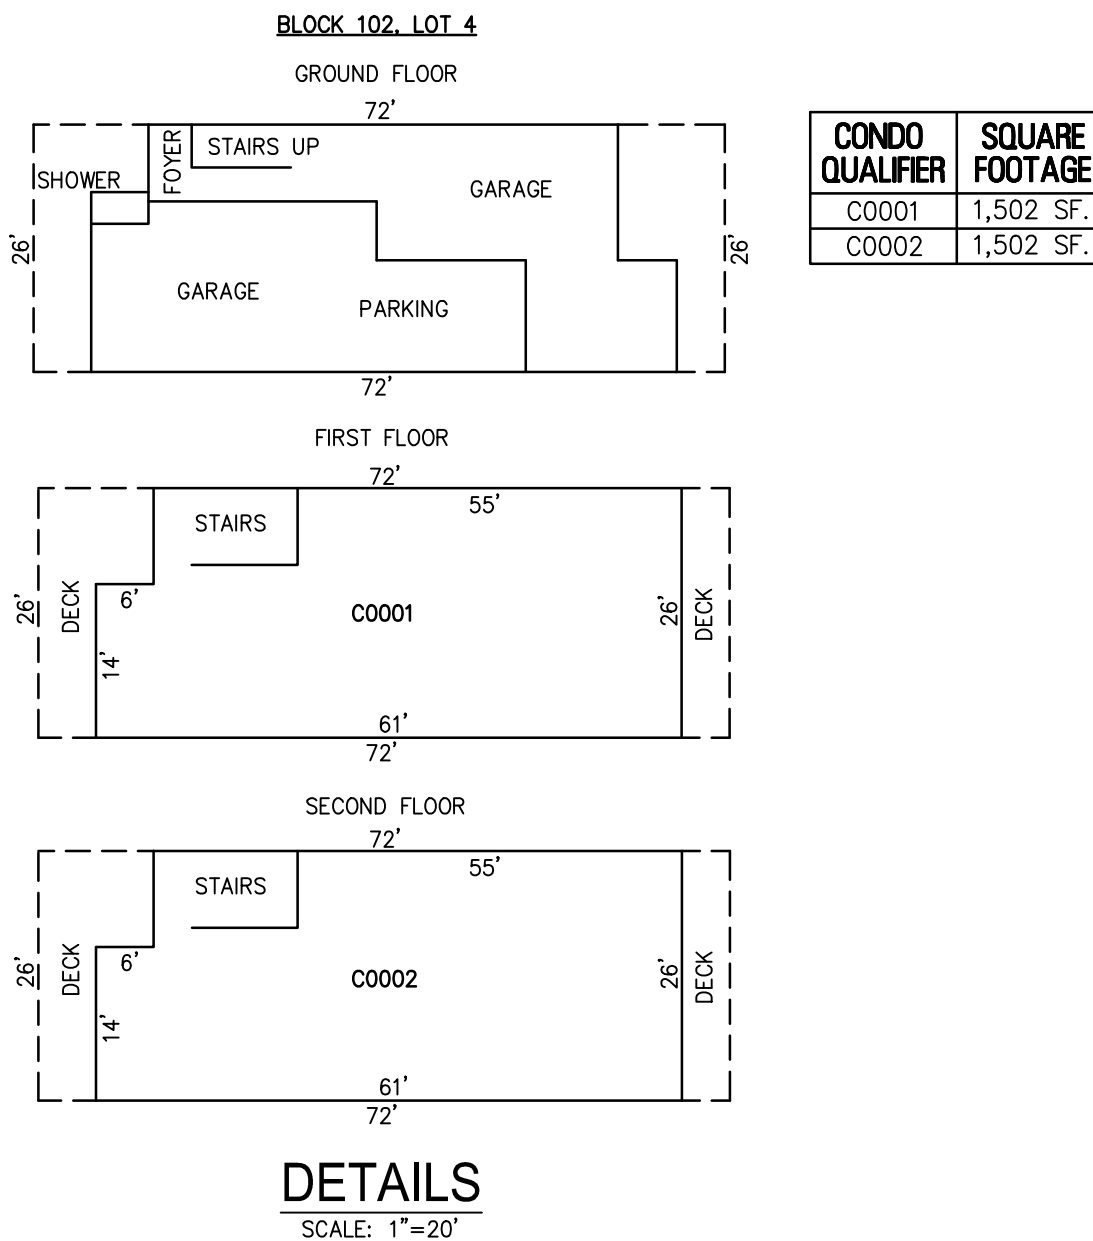 BLOCK 102, LOT 4
GROUND FLOOR
72'
FOYER
STAIRS UP
SHOWER
GARAGE
26'
26'
GARAGE
PARKING
72'
CONDO QUALIFIER SQUARE FOOTAGE
C0001 1,502 SF.
C0002 1,502 SF.
FIRST FLOOR
72'
55'
STAIRS
26'
DECK
6'
C0001
26'
DECK
14'
61'
72'
SECOND FLOOR
72'
55'
STAIRS
26'
DECK
6'
C0002
26'
DECK
14'
61'
72'
DETAILS
SCALE: 1"=20'